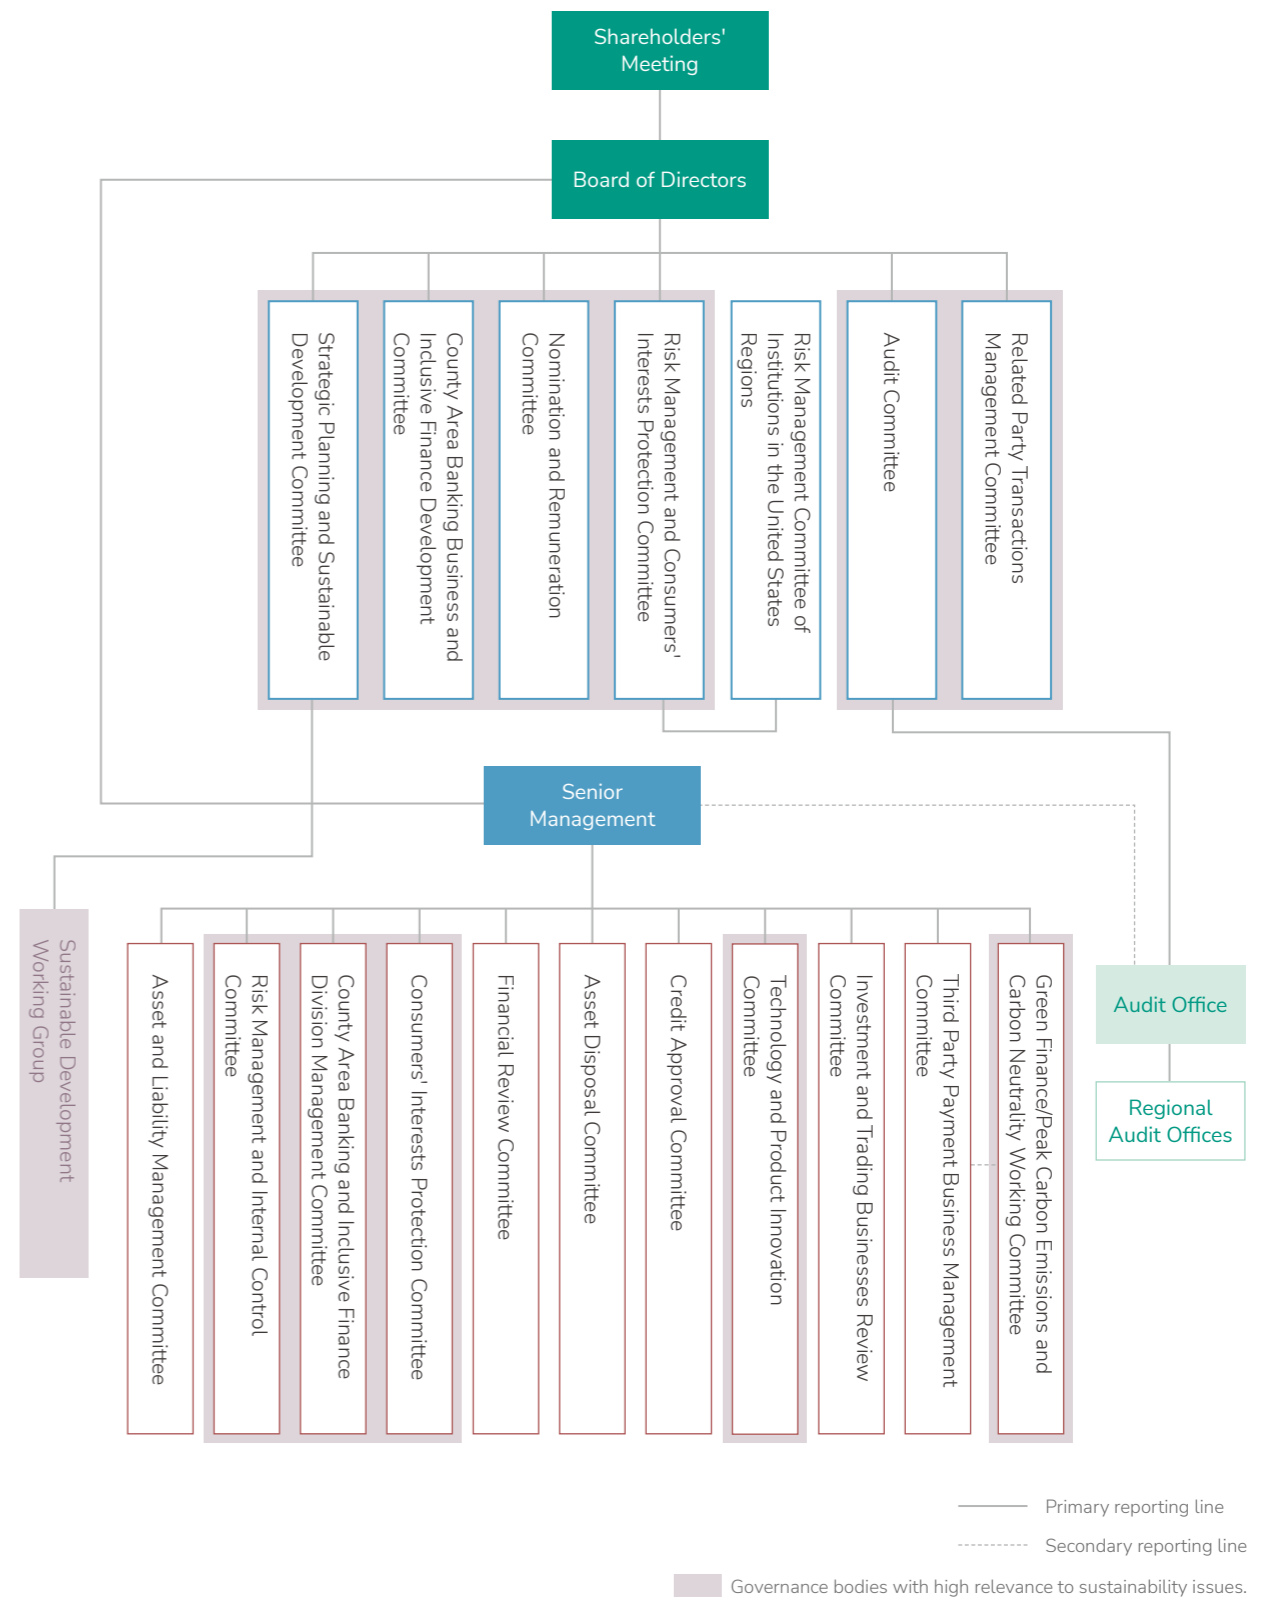 Shareholders'
Meeting
Board of Directors
Strategic Planning and Sustainable
Development Committee
County Area Banking Business and
Inclusive Finance Development
Committee
Nomination and Remuneration
Committee
Risk Management and Consumers'
Interests Protection Committee
Risk Management Committee of
Institutions in the United States
Regions
Audit Committee
Related Party Transactions
Management Committee
Senior
Management
Sustainable Development
Working Group
Asset and Liability Management Committee
Risk Management and Internal Control
Committee
County Area Banking and Inclusive Finance
Division Management Committee
Consumers' Interests Protection Committee
Financial Review Committee
Asset Disposal Committee
Credit Approval Committee
Technology and Product Innovation
Committee
Investment and Trading Businesses Review
Committee
Third Party Payment Business Management
Committee
Green Finance/Peak Carbon Emissions and
Carbon Neutrality Working Committee
Audit Office
Regional
Audit Offices
Primary reporting line
Secondary reporting line
Governance bodies with high relevance to sustainability issues.